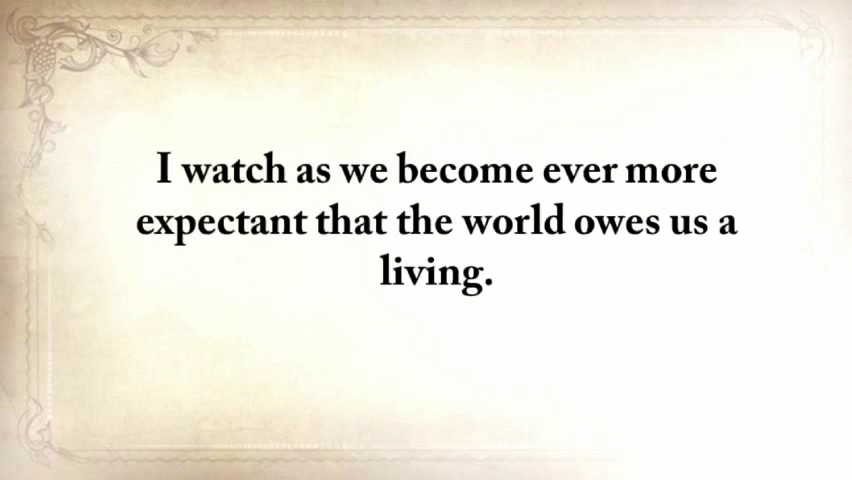 I watch as we become ever more
expectant that the world owes us a
living.